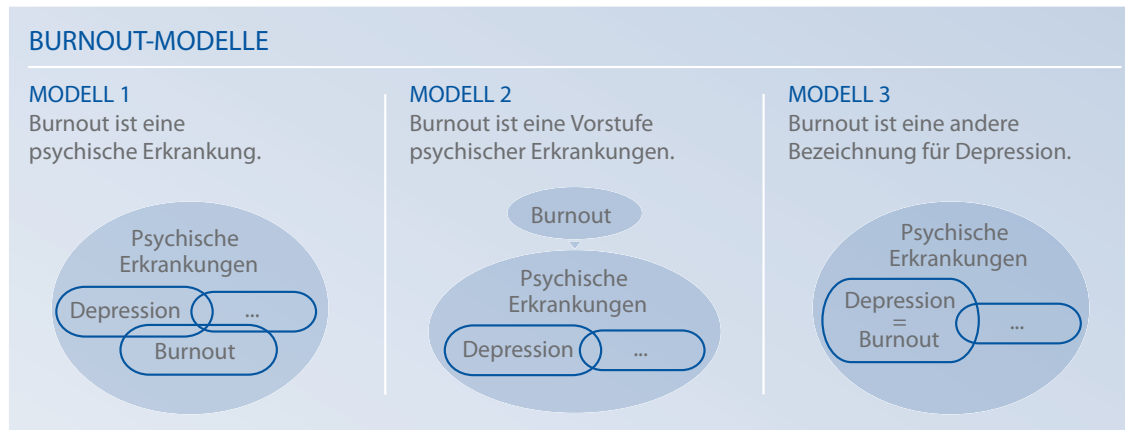 BURNOUT-MODELLE
MODELL 1
Burnout ist eine
psychische Erkrankung.
Psychische
Erkrankungen
Depression
...
Burnout
MODELL 2
Burnout ist eine Vorstufe
psychischer Erkrankungen.
Burnout
Psychische
Erkrankungen
Depression
...
MODELL 3
Burnout ist eine andere
Bezeichnung für Depression.
Psychische
Erkrankungen
Depression
=
Burnout
...